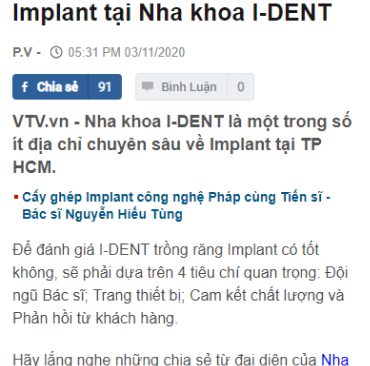 Implant tại Nha khoa I-DENT
P.V - 05:31 PM 03/11/2020
Chia sẻ 91 Bình Luận 0
VTV.vn - Nha khoa I-DENT là một trong số
ít địa chỉ chuyên sâu về Implant tại TP
HCM.
Cấy ghép Implant công nghệ Pháp cùng Tiến sĩ -
Bác sĩ Nguyễn Hiếu Tùng
Để đánh giá I-DENT trồng răng Implant có tốt
không, sẽ phải dựa trên 4 tiêu chí quan trọng: Đội
ngũ Bác sĩ; Trang thiết bị; Cam kết chất lượng và
Phản hồi từ khách hàng.
Hãy lắng nghe những chia sẻ từ đại diện của Nha